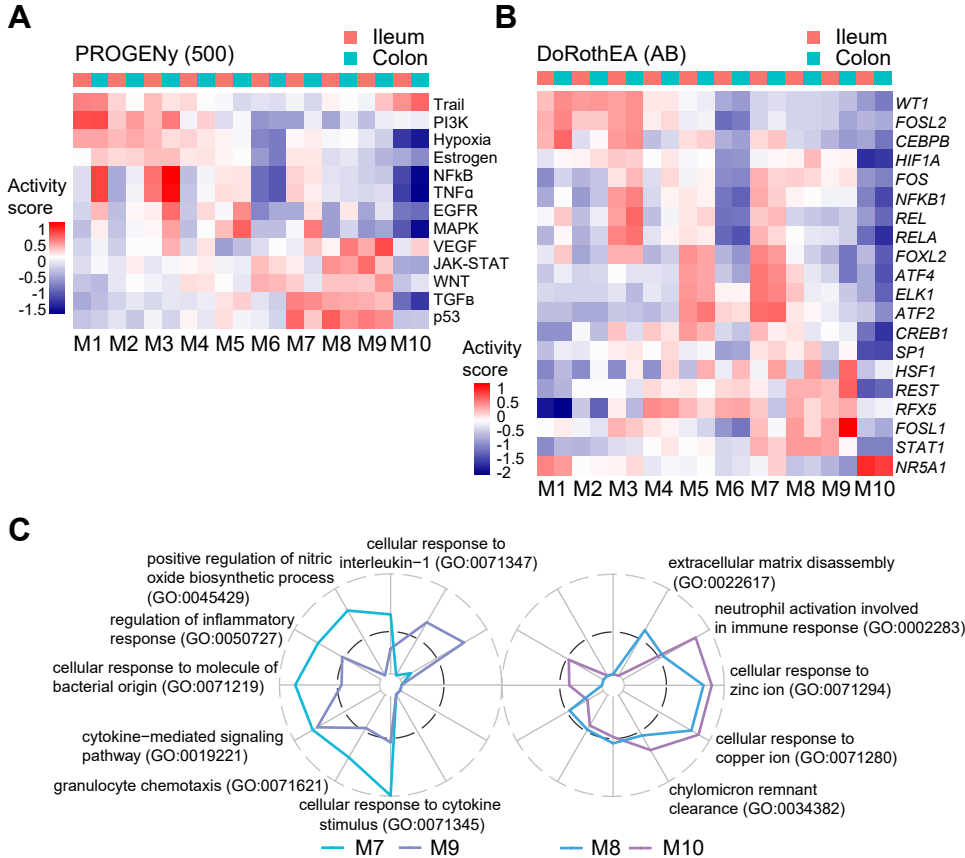 A
PROGENy (500)
Ileum
Colon
Trail
PI3K
Hypoxia
Estrogen
NFkB
TNFα
EGFR
MAPK
VEGF
JAK-STAT
WNT
TGFв
p53
Activity
score
1
0.5
0
-0.5
-1
-1.5
M1 M2 M3 M4 M5 M6 M7 M8 M9 M10
B
DoRothEA (AB)
Ileum
Colon
WT1
FOSL2
CEBPB
HIF1A
FOS
NFKB1
REL
RELA
FOXL2
ATF4
ELK1
ATF2
CREB1
SP1
HSF1
REST
RFX5
FOSL1
STAT1
NR5A1
Activity
score
1
0.5
0
-0.5
-1
-1.5
-2
M1 M2 M3 M4 M5 M6 M7 M8 M9 M10
C
cellular response to
interleukin−1 (GO:0071347)
positive regulation of nitric
oxide biosynthetic process
(GO:0045429)
regulation of inflammatory
response (GO:0050727)
cellular response to molecule of
bacterial origin (GO:0071219)
cytokine−mediated signaling
pathway (GO:0019221)
granulocyte chemotaxis (GO:0071621)
cellular response to cytokine
stimulus (GO:0071345)
M7 M9
extracellular matrix disassembly
(GO:0022617)
neutrophil activation involved
in immune response (GO:0002283)
cellular response to
zinc ion (GO:0071294)
cellular response to
copper ion (GO:0071280)
chylomicron remnant
clearance (GO:0034382)
M8 M10